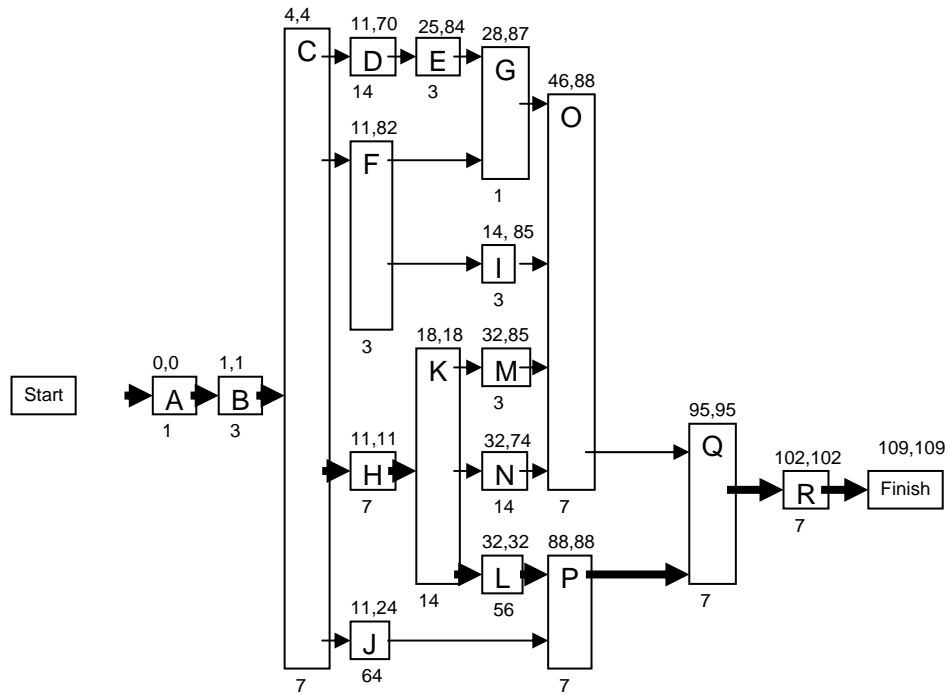 4,4
C
7
11,70
D
14
25,84
E
3
28,87
G
1
46,88
O
7
11,82
F
3
14, 85
I
3
18,18
K
14
32,85
M
3
Start
0,0
A
1
1,1
B
3
11,11
H
7
32,74
N
14
95,95
Q
7
102,102
R
7
109,109
Finish
32,32
L
56
88,88
P
7
11,24
J
64